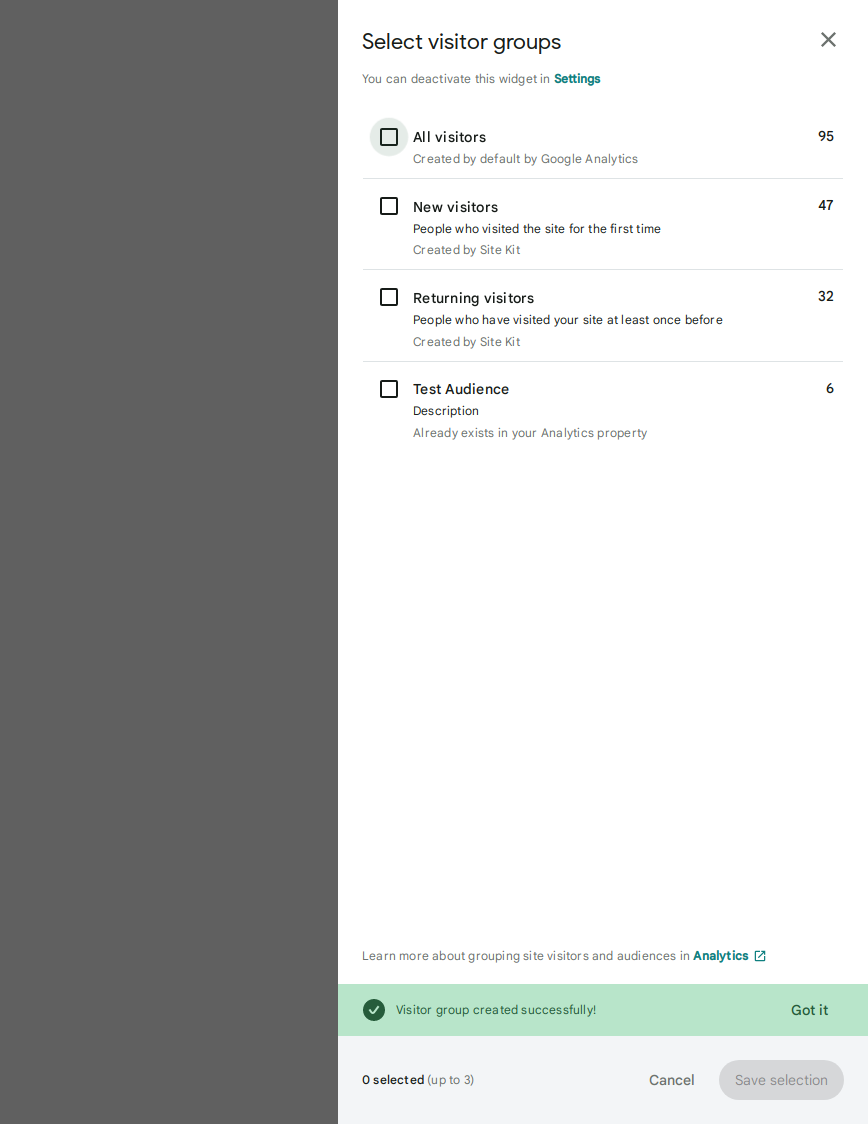 Select visitor groups
You can deactivate this widget in Settings
All visitors 95
Created by default by Google Analytics
New visitors 47
People who visited the site for the first time
Created by Site Kit
Returning visitors 32
People who have visited your site at least once before
Created by Site Kit
Test Audience 6
Description
Already exists in your Analytics property
Learn more about grouping site visitors and audiences in Analytics
Visitor group created successfully! Got it
0 selected (up to 3) Cancel Save selection